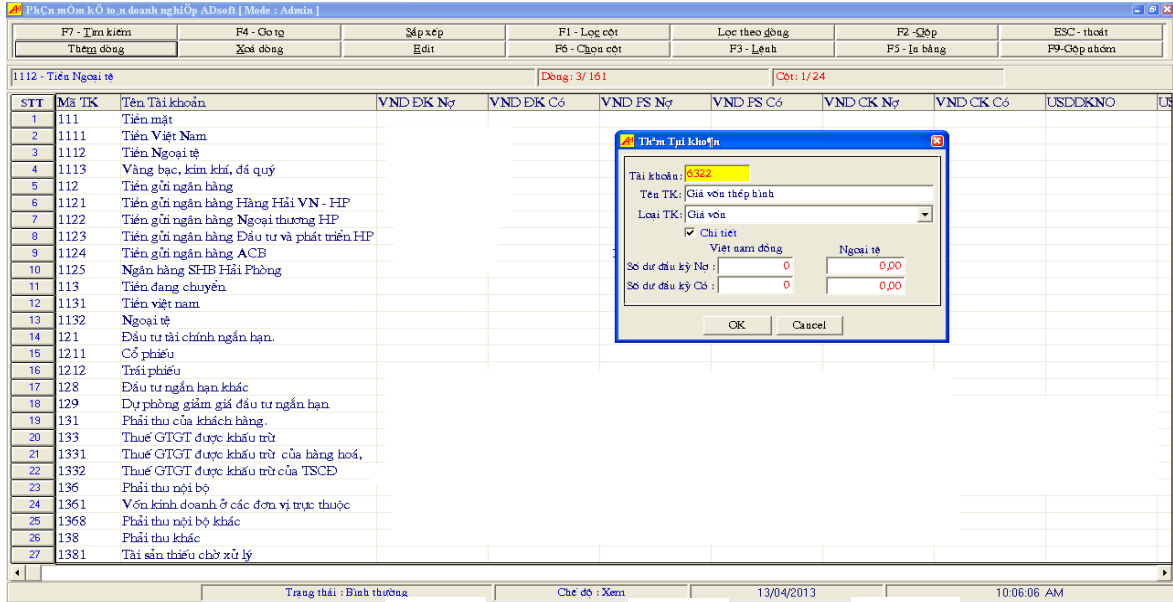 PhCn mÒm kÕ to¸n doanh nghiÖp ADsoft [ Mode : Admin ]
F7 - Tìm kiếm F4 - Goto Sắp xếp F1 - Lọc cột Lọc theo dòng F2 -Gộp ESC - thoát
Thêm dòng Xoá dòng Edit F6 - Chọn cột F3 - Lệnh F5 - In bảng F9-Gộp nhóm
1112 - Tiền Ngoại tệ Dòng: 3/ 161 Cột: 1/ 24
STT Mã TK Tên Tài khoản VND ĐK Nợ VND ĐK Có VND PS Nợ VND PS Có VND CK Nợ VND CK Có USDDKNO
1 111 Tiền mặt
2 1111 Tiền Việt Nam
3 1112 Tiền Ngoại tệ
4 1113 Vàng bạc, kim khí, đá quý
5 112 Tiền gửi ngân hàng
6 1121 Tiền gửi ngân hàng Hàng Hải VN - HP
7 1122 Tiền gửi ngân hàng Ngoại thương HP
8 1123 Tiền gửi ngân hàng Đầu tư và phát triển HP
9 1124 Tiền gửi ngân hàng ACB
10 1125 Ngân hàng SHB Hải Phòng
11 113 Tiền đang chuyển
12 1131 Tiền việt nam
13 1132 Ngoại tệ
14 121 Đầu tư tài chính ngắn hạn.
15 1211 Cổ phiếu
16 1212 Trái phiếu
17 128 Đầu tư ngắn hạn khác
18 129 Dự phòng giảm giá đầu tư ngắn hạn
19 131 Phải thu của khách hàng.
20 133 Thuế GTGT được khấu trừ
21 1331 Thuế GTGT được khấu trừ của hàng hoá,
22 1332 Thuế GTGT được khấu trừ của TSCĐ
23 136 Phải thu nội bộ
24 1361 Vốn kinh doanh ở các đơn vị trực thuộc
25 1368 Phải thu nội bộ khác
26 138 Phải thu khác
27 1381 Tài sản thiếu chờ xử lý
Thªm Tµi kho¶n
Tài khoản: 6322
Tên TK: Giá vốn thép hình
Loại TK: Giá vốn
Chi tiết
Việt nam đồng Ngoại tệ
Số dư đầu kỳ Nợ : 0 0,00
Số dư đầu kỳ Có : 0 0,00
OK Cancel
Trạng thái : Bình thường Chế độ : Xem 13/04/2013 10:06:06 AM